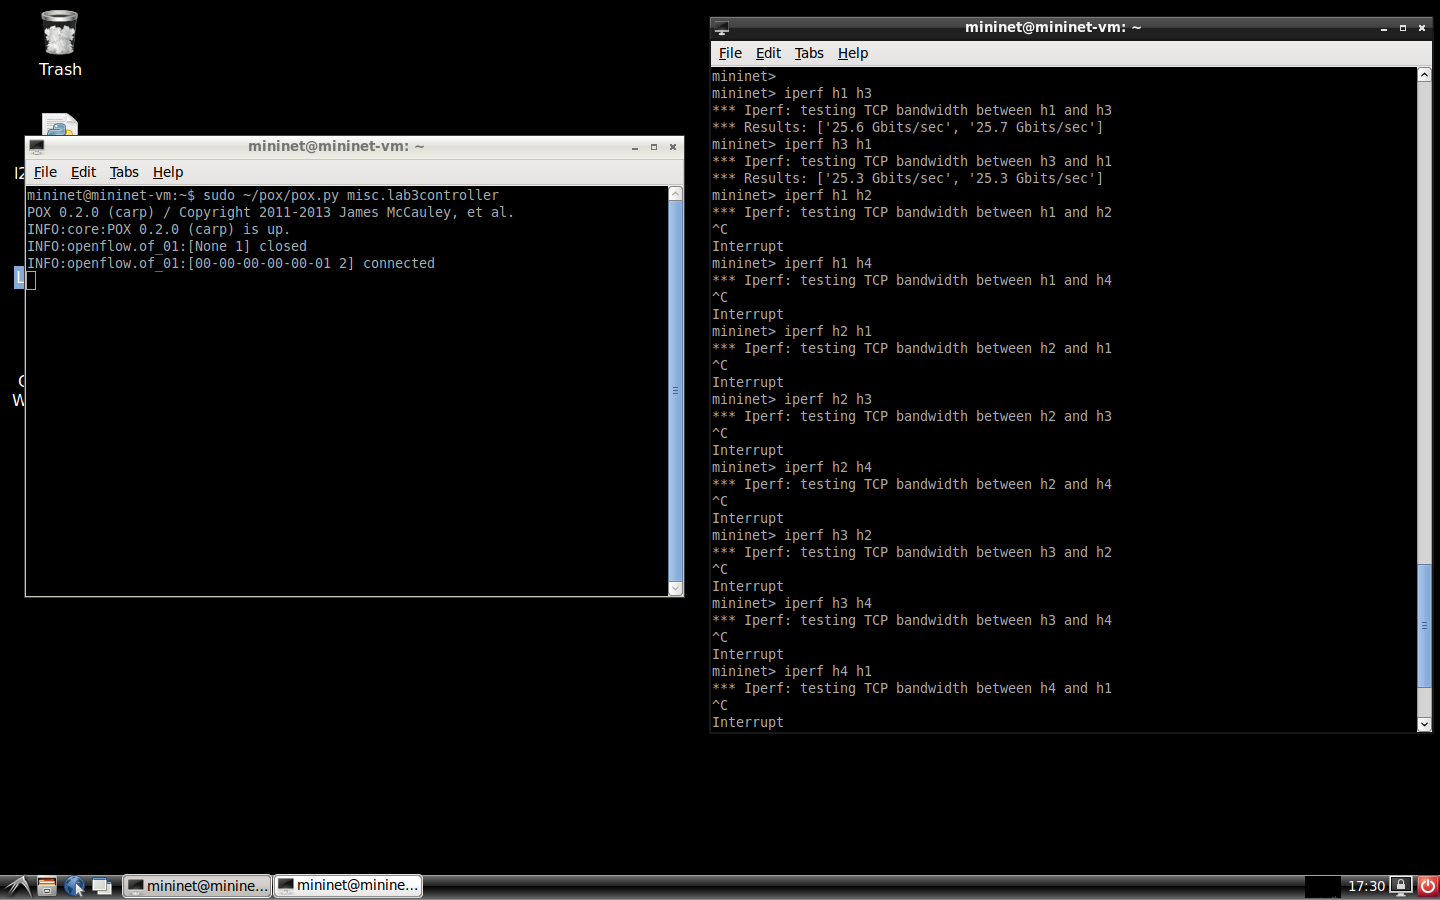 Trash
I2
L
C
W
mininet@mininet-vm: ~
File Edit Tabs Help
mininet@mininet-vm:~$ sudo ~/pox/pox.py misc.lab3controller
POX 0.2.0 (carp) / Copyright 2011-2013 James McCauley, et al.
INFO:core:POX 0.2.0 (carp) is up.
INFO:openflow.of_01:[None 1] closed
INFO:openflow.of_01:[00-00-00-00-00-01 2] connected
mininet@mininet-vm: ~
File Edit Tabs Help
mininet>
mininet> iperf h1 h3
*** Iperf: testing TCP bandwidth between h1 and h3
*** Results: ['25.6 Gbits/sec', '25.7 Gbits/sec']
mininet> iperf h3 h1
*** Iperf: testing TCP bandwidth between h3 and h1
*** Results: ['25.3 Gbits/sec', '25.3 Gbits/sec']
mininet> iperf h1 h2
*** Iperf: testing TCP bandwidth between h1 and h2
^C
Interrupt
mininet> iperf h1 h4
*** Iperf: testing TCP bandwidth between h1 and h4
^C
Interrupt
mininet> iperf h2 h1
*** Iperf: testing TCP bandwidth between h2 and h1
^C
Interrupt
mininet> iperf h2 h3
*** Iperf: testing TCP bandwidth between h2 and h3
^C
Interrupt
mininet> iperf h2 h4
*** Iperf: testing TCP bandwidth between h2 and h4
^C
Interrupt
mininet> iperf h3 h2
*** Iperf: testing TCP bandwidth between h3 and h2
^C
Interrupt
mininet> iperf h3 h4
*** Iperf: testing TCP bandwidth between h3 and h4
^C
Interrupt
mininet> iperf h4 h1
*** Iperf: testing TCP bandwidth between h4 and h1
^C
Interrupt
mininet@minine... mininet@minine... 17:30